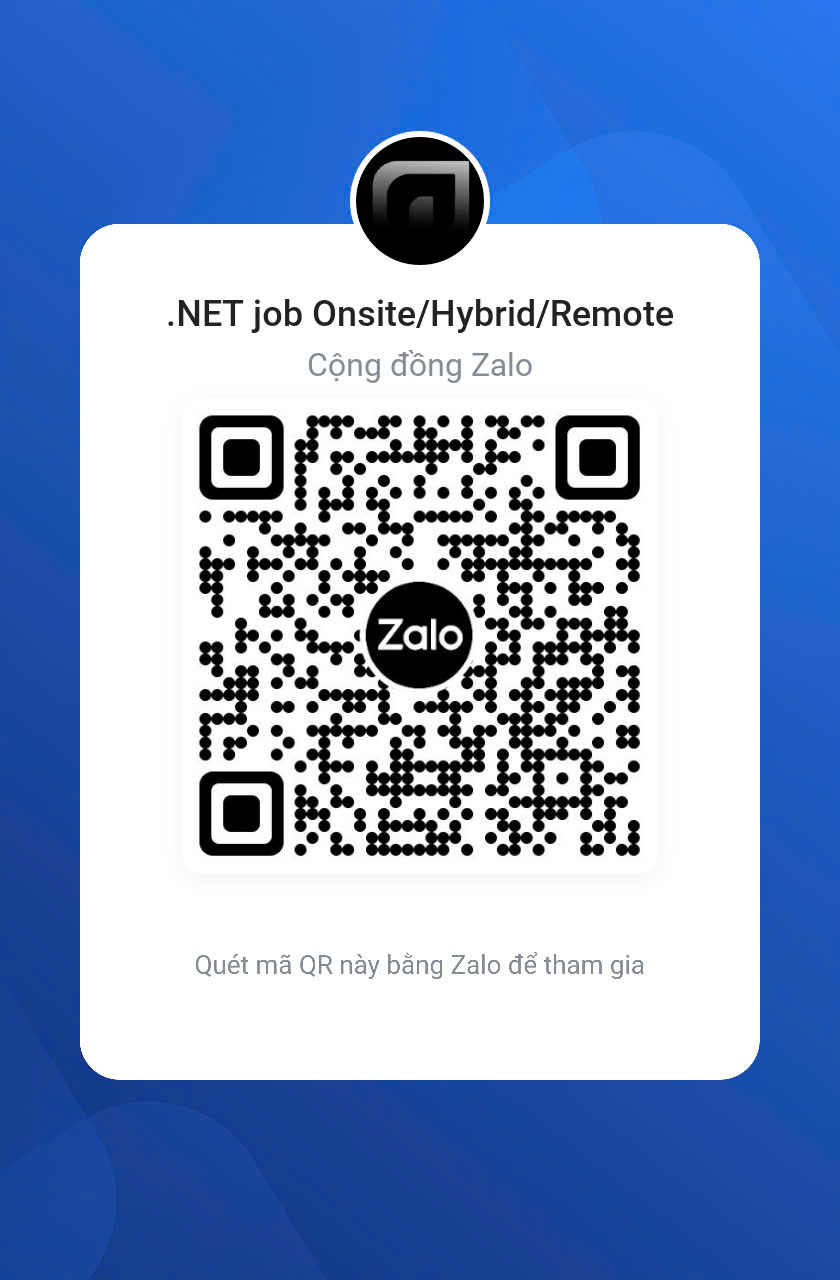 .NET job Onsite/Hybrid/Remote
Cộng đồng Zalo
Zalo
Quét mã QR này bằng Zalo để tham gia